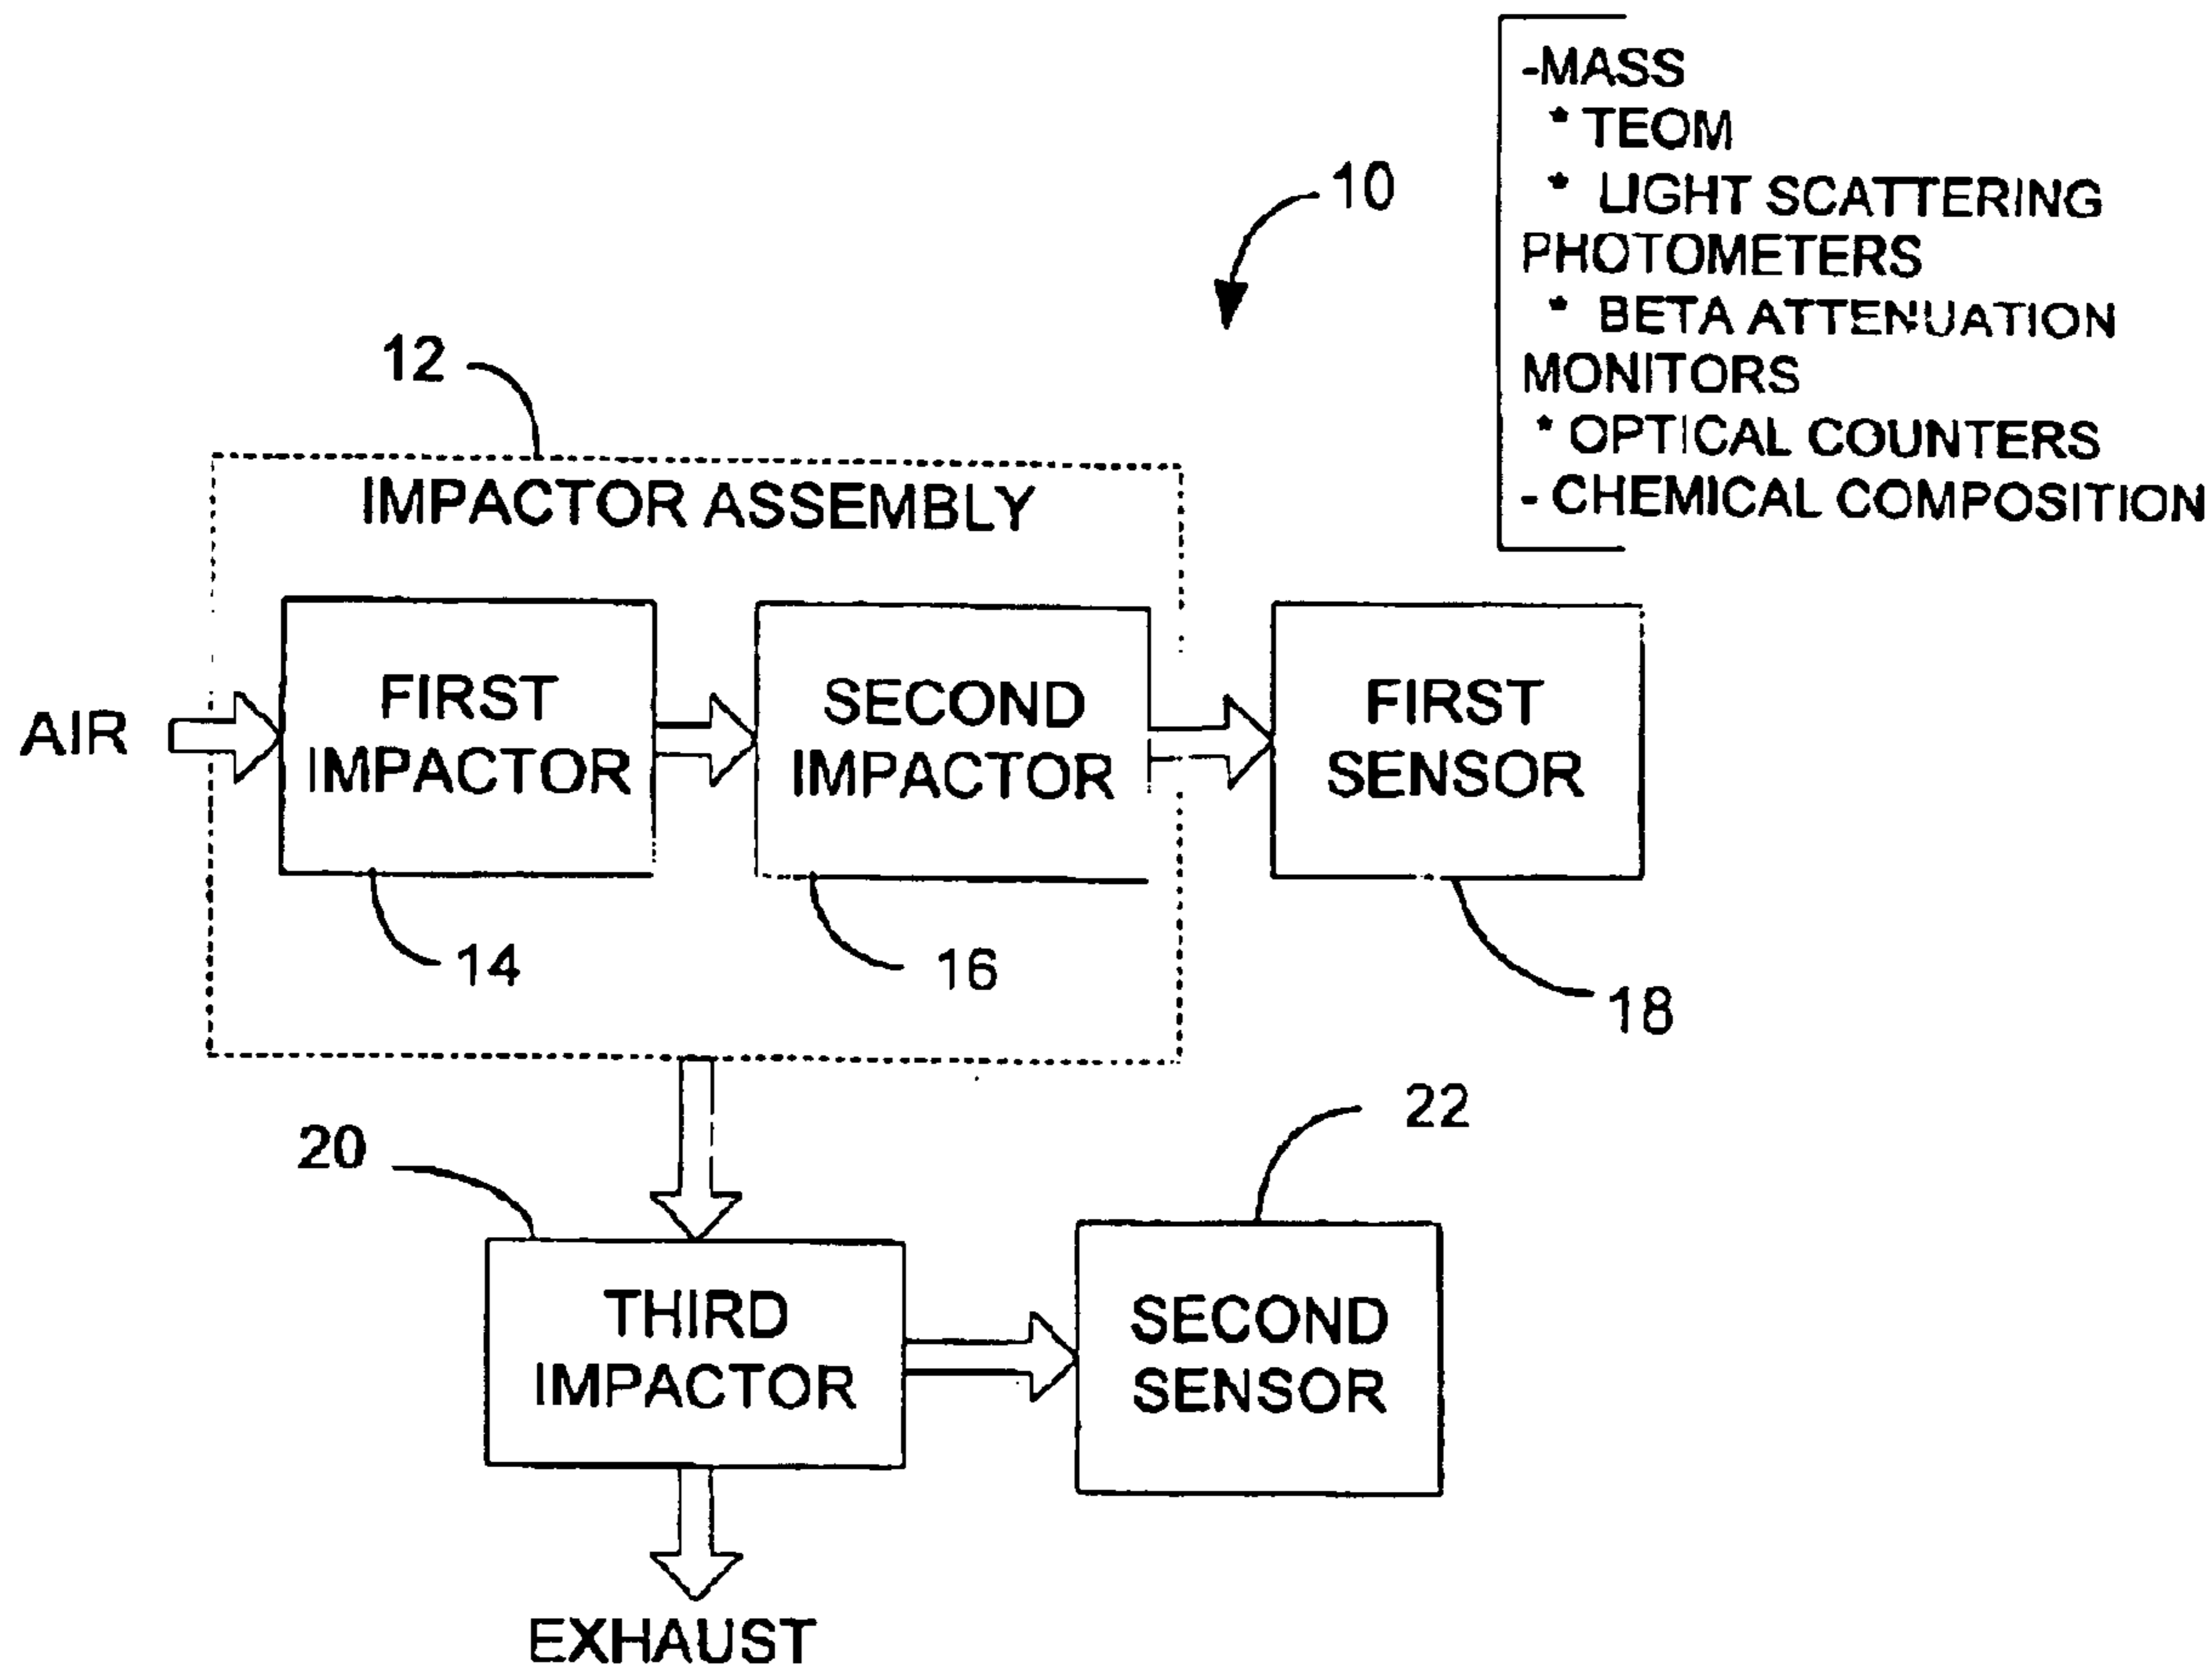 -MASS
* TEOM
* LIGHT SCATTERING
PHOTOMETERS
* BETA ATTENUATION
MONITORS
* OPTICAL COUNTERS
- CHEMICAL COMPOSITION
10
12
IMPACTOR ASSEMBLY
AIR
FIRST
IMPACTOR
SECOND
IMPACTOR
FIRST
SENSOR
14
16
18
20
22
THIRD
IMPACTOR
SECOND
SENSOR
EXHAUST